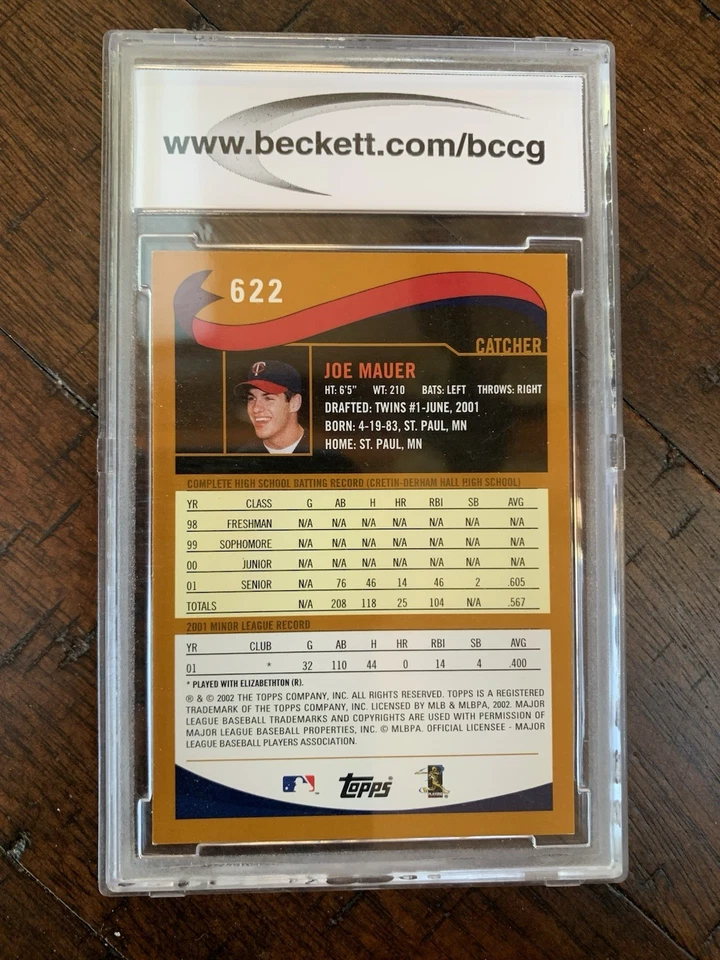 www.beckett.com/bccg
622
CATCHER
JOE MAUER
HT: 6'5" WT: 210 BATS: LEFT THROWS: RIGHT
DRAFTED: TWINS #1-JUNE, 2001
BORN: 4-19-83, ST. PAUL, MN
HOME: ST. PAUL, MN
COMPLETE HIGH SCHOOL BATTING RECORD (CRETIN-DERHAM HALL HIGH SCHOOL)
YR CLASS G AB H HR RBI SB AVG
98 FRESHMAN N/A N/A N/A N/A N/A N/A N/A
99 SOPHOMORE N/A N/A N/A N/A N/A N/A N/A
00 JUNIOR N/A N/A N/A N/A N/A N/A N/A
01 SENIOR N/A 76 46 14 46 2 .605
TOTALS N/A 208 118 25 104 N/A .567
2001 MINOR LEAGUE RECORD
YR CLUB G AB H HR RBI SB AVG
01 * 32 110 44 0 14 4 .400
* PLAYED WITH ELIZABETHTON (R).
® & © 2002 THE TOPPS COMPANY, INC. ALL RIGHTS RESERVED. TOPPS IS A REGISTERED
TRADEMARK OF THE TOPPS COMPANY, INC. LICENSED BY MLB & MLBPA, 2002. MAJOR
LEAGUE BASEBALL TRADEMARKS AND COPYRIGHTS ARE USED WITH PERMISSION OF
MAJOR LEAGUE BASEBALL PROPERTIES, INC. © MLBPA. OFFICIAL LICENSEE - MAJOR
LEAGUE BASEBALL PLAYERS ASSOCIATION.
topps